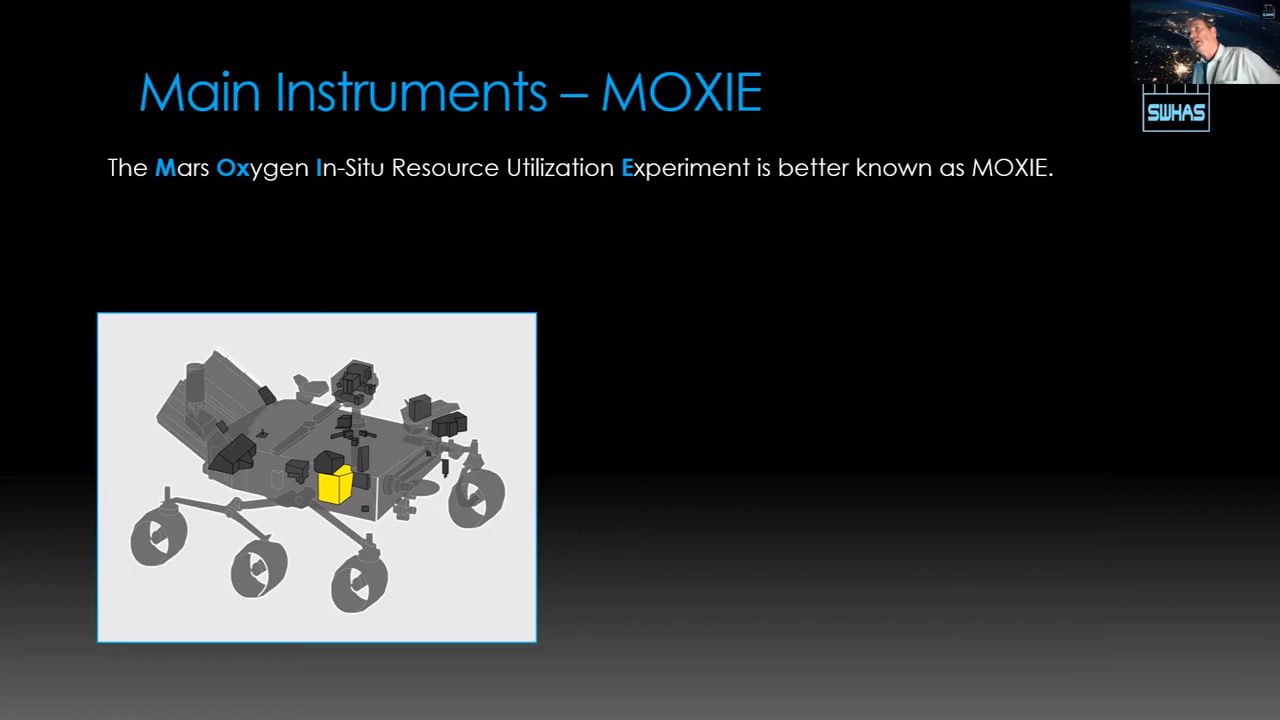 Main Instruments – MOXIE
SWHAS
The Mars Oxygen In-Situ Resource Utilization Experiment is better known as MOXIE.